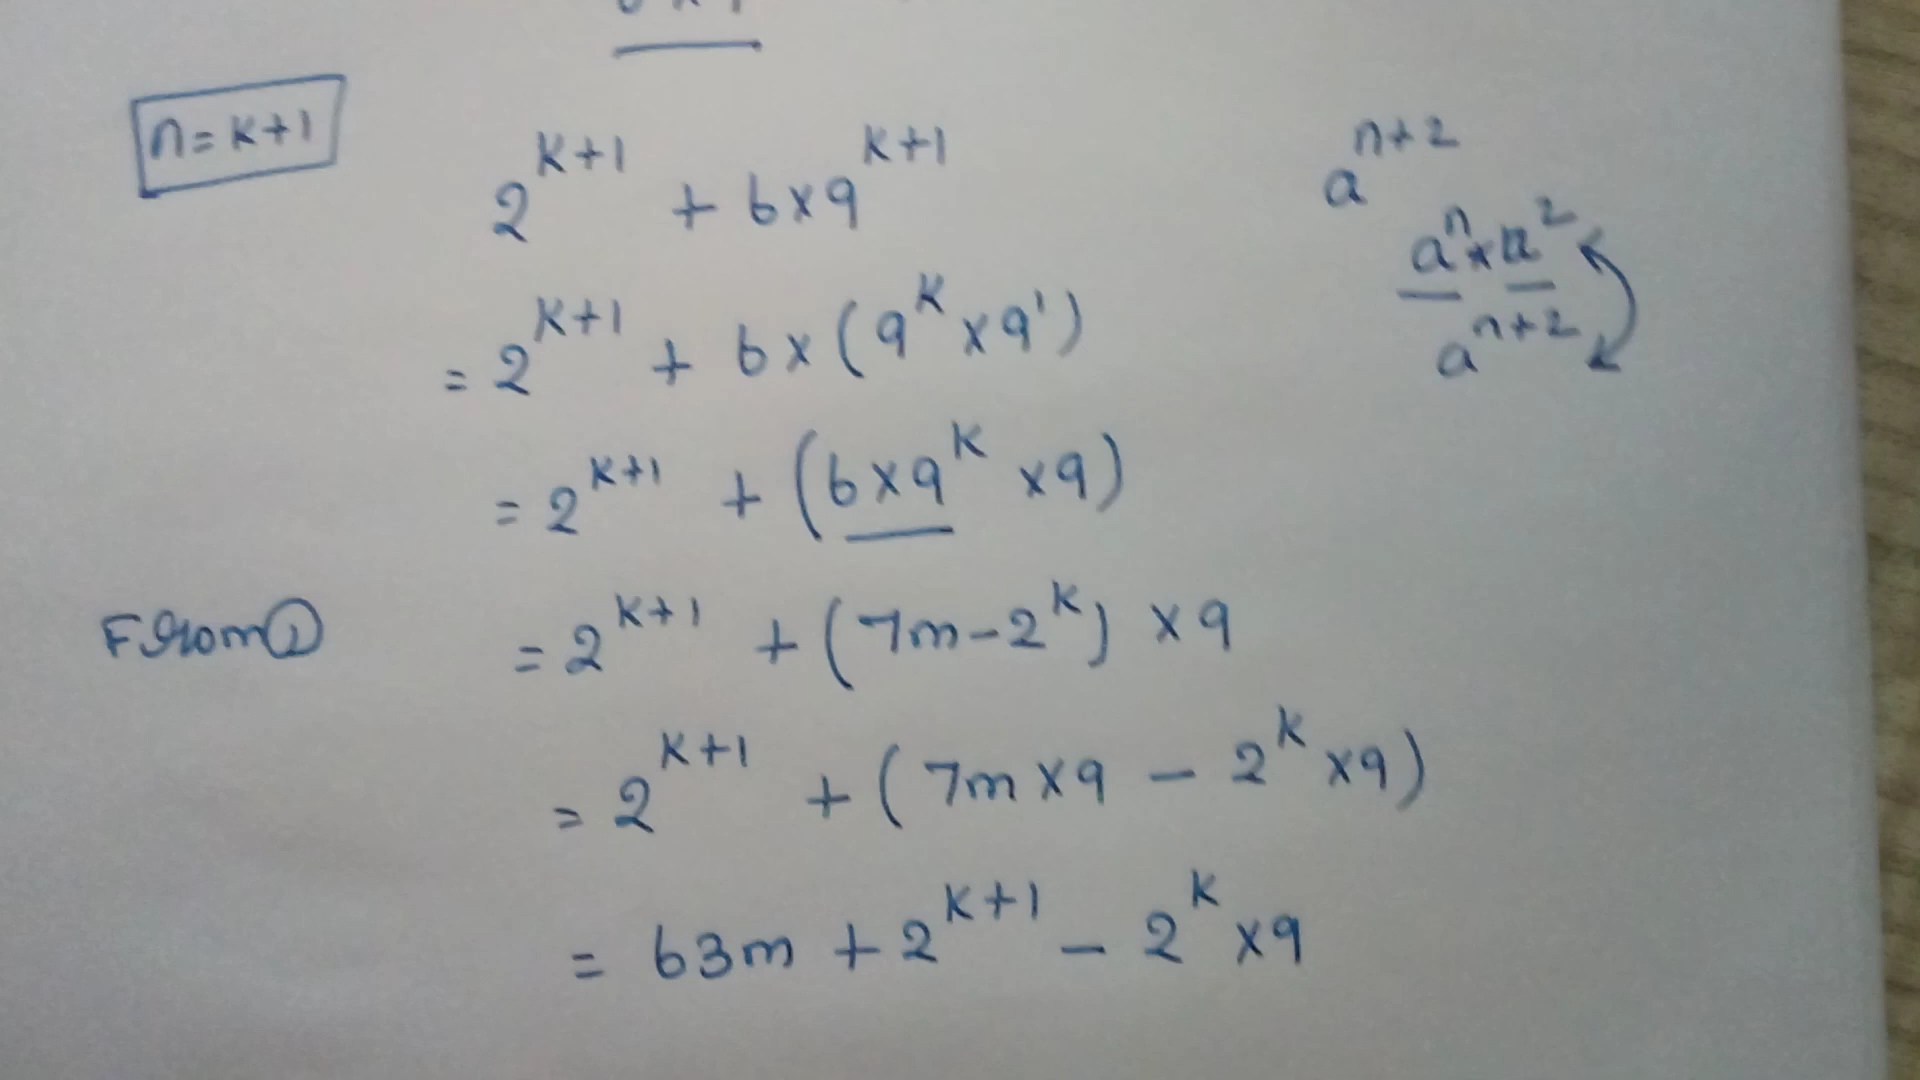 n=k+1
2^{k+1} + 6×9^{k+1}
= 2^{k+1} + 6×(9^k ×9^1)
= 2^{k+1} + (6×9^k ×9)
From ① = 2^{k+1} + (7m-2^k) ×9
= 2^{k+1} + (7m×9 - 2^k ×9)
= 63m + 2^{k+1} - 2^k ×9
a^{n+2}
a^n × a^2
a^{n+2}